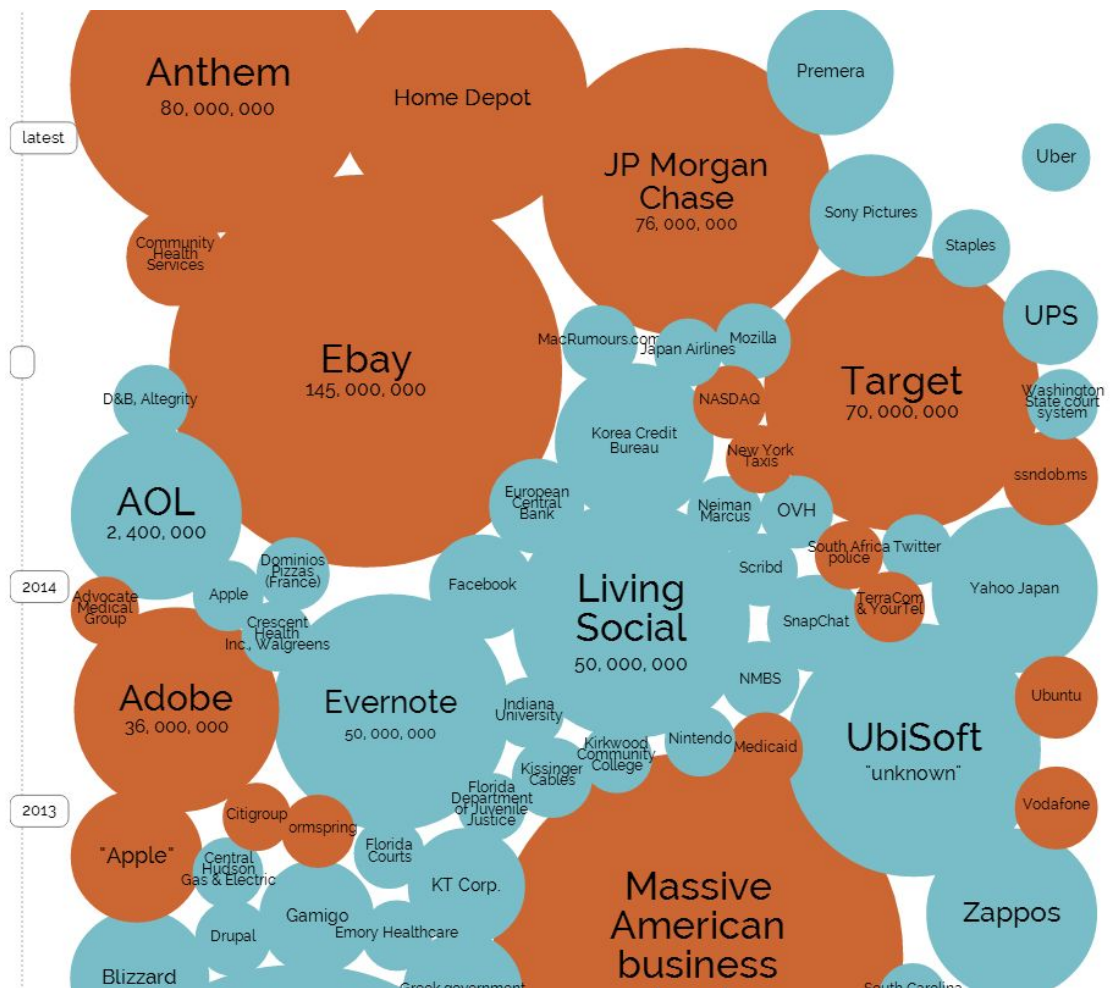 Anthem
80, 000, 000
Home Depot
Premera
latest
JP Morgan
Chase
76, 000, 000
Uber
Sony Pictures
Community
Health
Services
Staples
UPS
MacRumours.com
Japan Airlines
Mozilla
Ebay
145, 000, 000
Target
70, 000, 000
D&B, Altegrity
NASDAQ
Washington
State court
system
Korea Credit
Bureau
New York
Taxis
ssndob.ms
AOL
2, 400, 000
European
Central
Bank
Neiman
Marcus
OVH
South Africa
police
Twitter
Dominios
Pizzas
(France)
Scribd
2014
Apple
Facebook
Living
Social
50, 000, 000
Yahoo Japan
Advocate
Medical
Group
TerraCom
& YourTel
SnapChat
Crescent
Health
Inc., Walgreens
NMBS
Adobe
36, 000, 000
Evernote
50, 000, 000
Indiana
University
Ubuntu
UbiSoft
"unknown"
Nintendo
Medicaid
Kirkwood
Community
College
Kissinger
Cables
2013
Florida
Department
of Juvenile
Justice
Vodafone
Citigroup
ormspring
"Apple"
Central
Hudson
Gas & Electric
Florida
Courts
KT Corp.
Massive
American
business
Gamigo
Zappos
Drupal
Emory Healthcare
Blizzard
Greek government
South Carolina